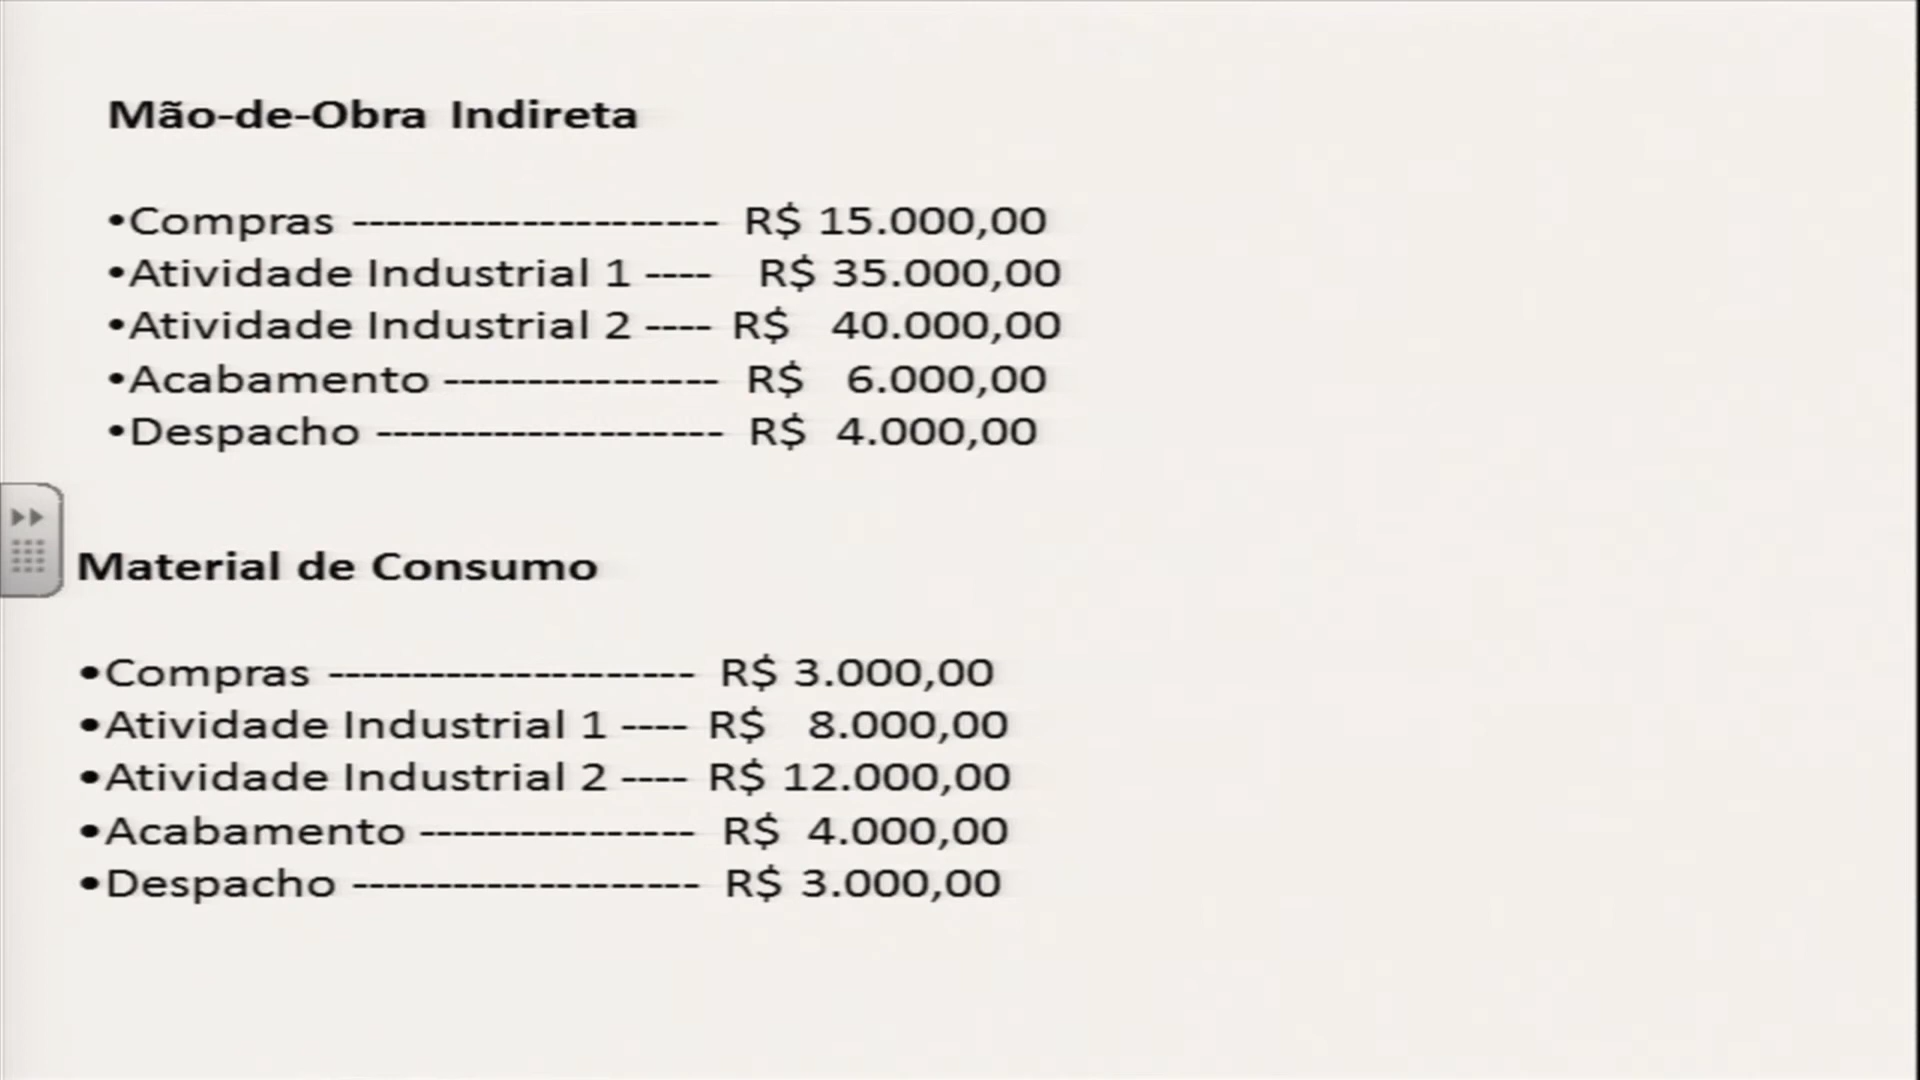 Mão-de-Obra Indireta
•Compras ---------------------- R$ 15.000,00
•Atividade Industrial 1 ---- R$ 35.000,00
•Atividade Industrial 2 ---- R$ 40.000,00
•Acabamento ----------------- R$ 6.000,00
•Despacho --------------------- R$ 4.000,00
Material de Consumo
•Compras ---------------------- R$ 3.000,00
•Atividade Industrial 1 ---- R$ 8.000,00
•Atividade Industrial 2 ---- R$ 12.000,00
•Acabamento ----------------- R$ 4.000,00
•Despacho --------------------- R$ 3.000,00